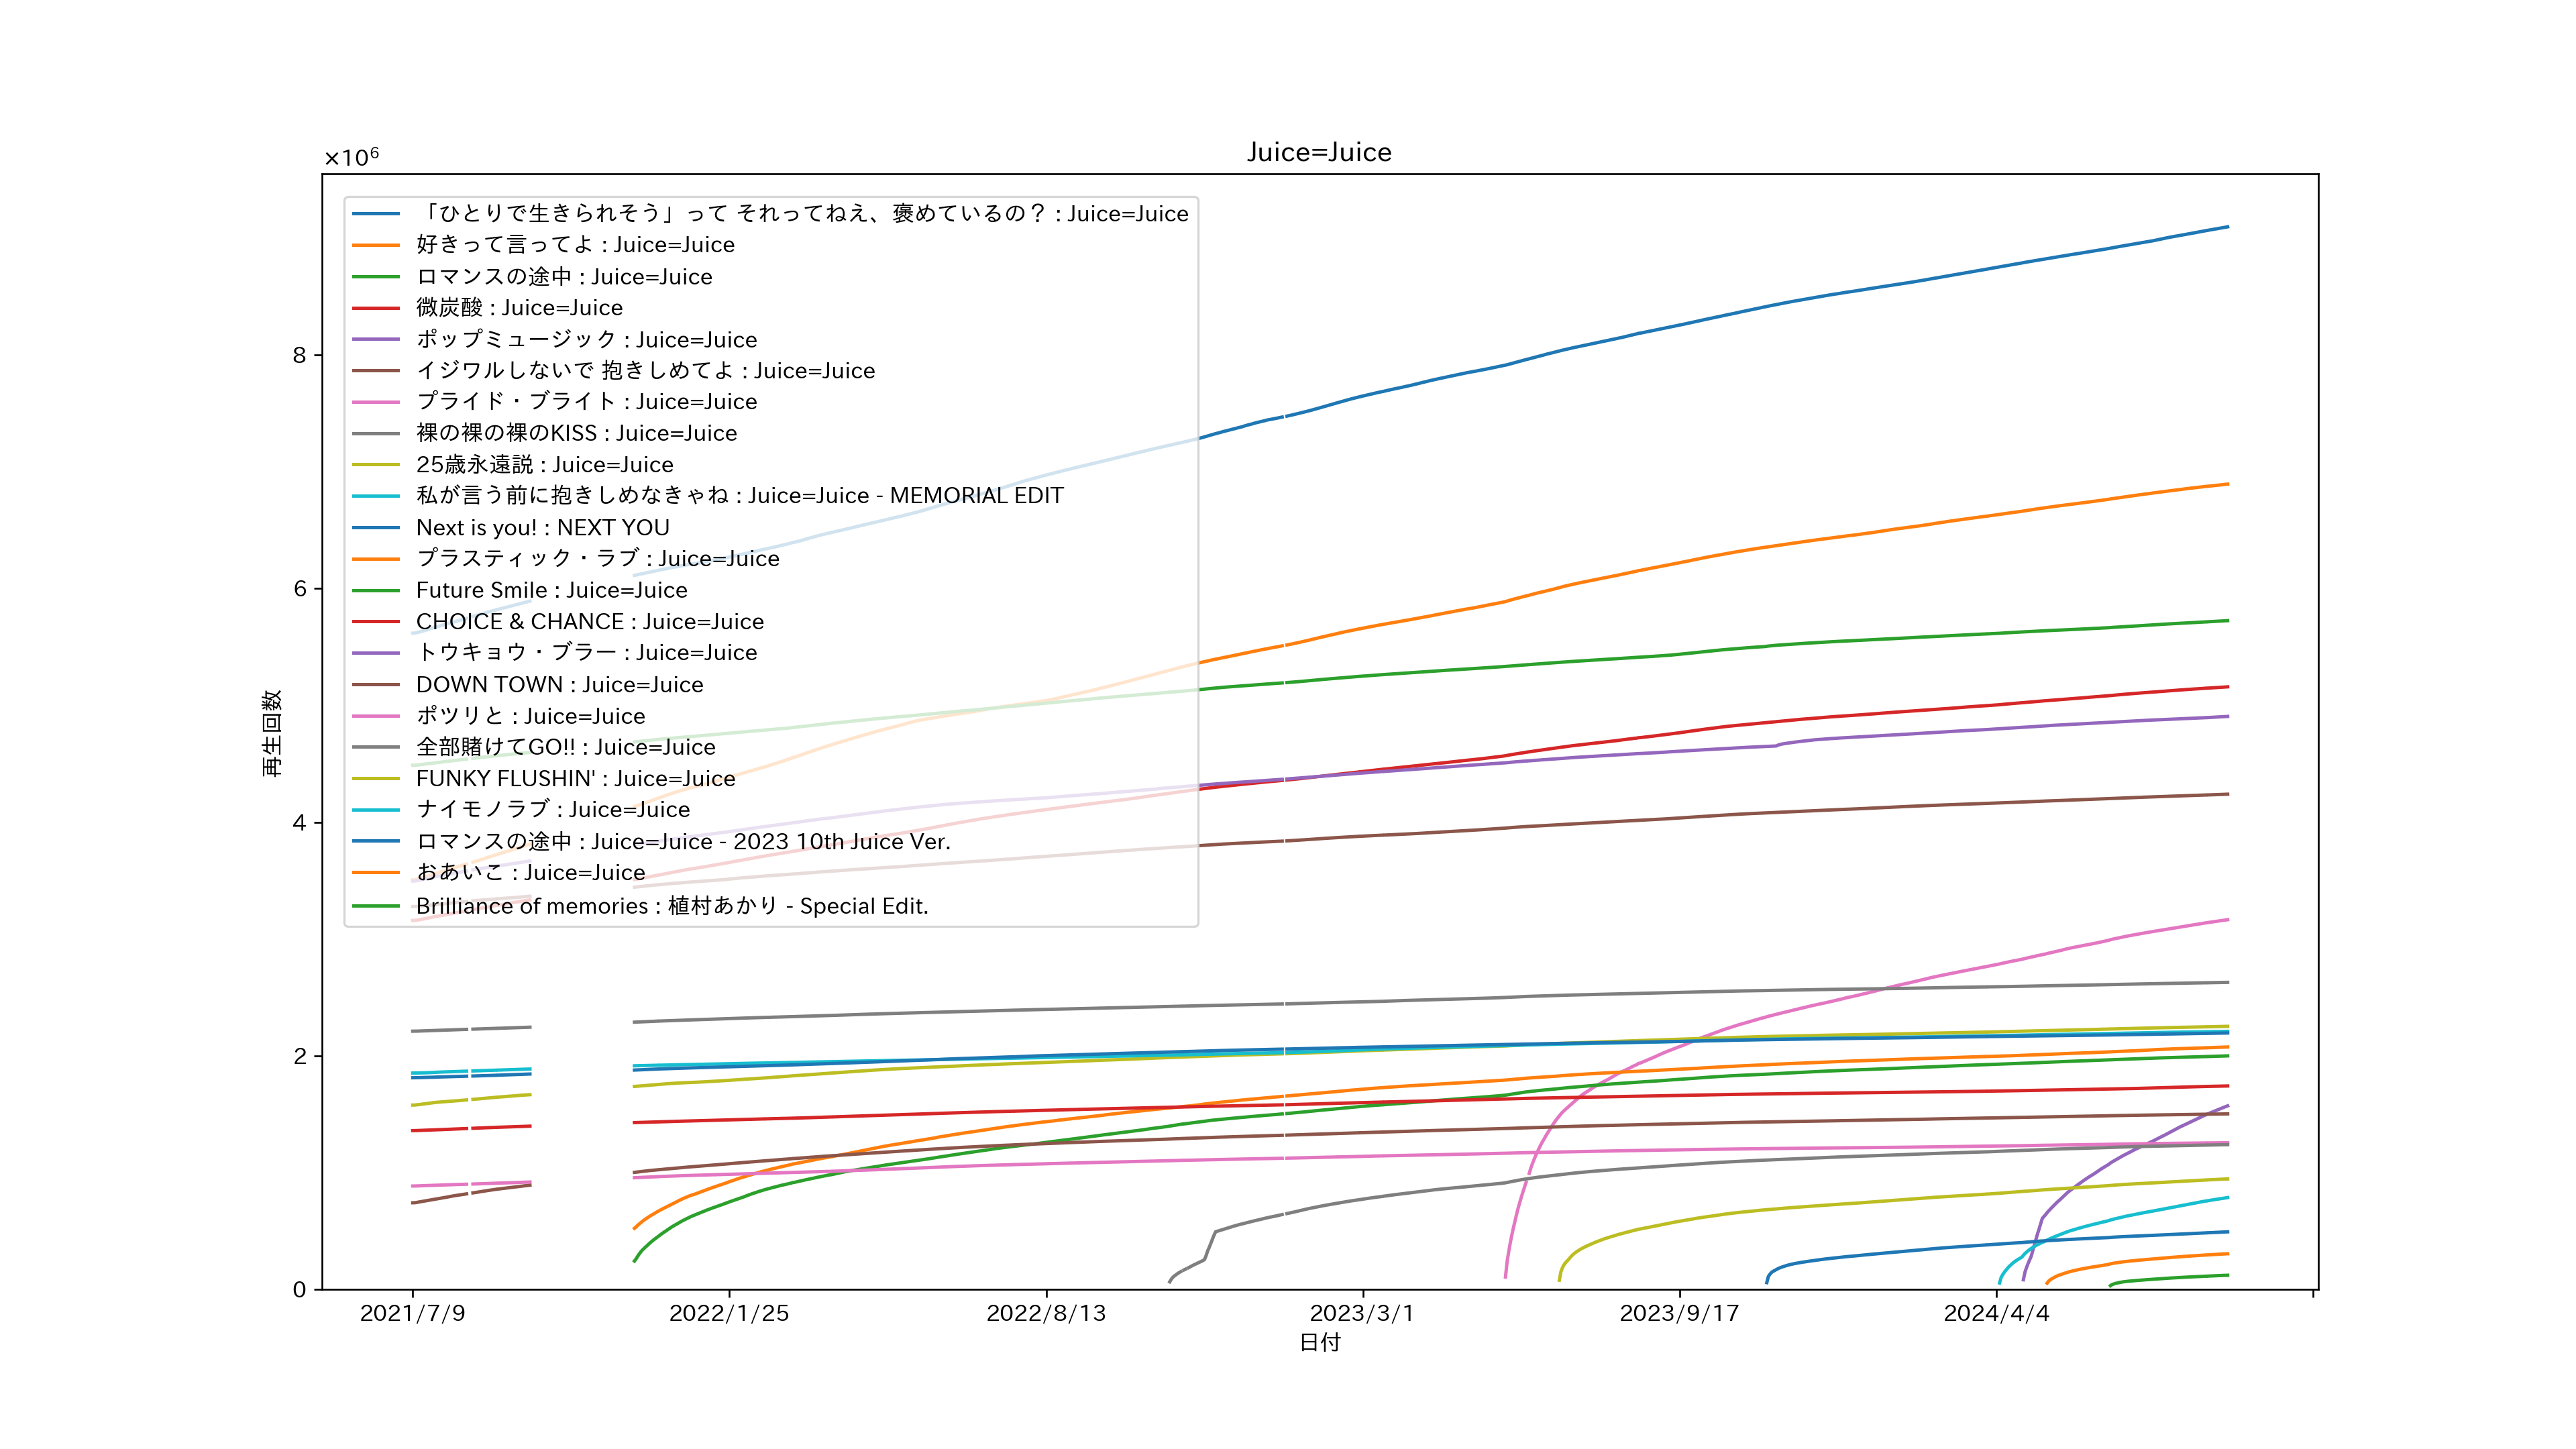 Juice=Juice
×10⁶
「ひとりで生きられそう」って それってねえ、褒めているの？ : Juice=Juice
好きって言ってよ : Juice=Juice
ロマンスの途中 : Juice=Juice
微炭酸 : Juice=Juice
ポップミュージック : Juice=Juice
イジワルしないで 抱きしめてよ : Juice=Juice
プライド・ブライト : Juice=Juice
裸の裸の裸のKISS : Juice=Juice
25歳永遠説 : Juice=Juice
私が言う前に抱きしめなきゃね : Juice=Juice - MEMORIAL EDIT
Next is you! : NEXT YOU
プラスティック・ラブ : Juice=Juice
Future Smile : Juice=Juice
CHOICE & CHANCE : Juice=Juice
トウキョウ・ブラー : Juice=Juice
DOWN TOWN : Juice=Juice
ポツリと : Juice=Juice
全部賭けてGO!! : Juice=Juice
FUNKY FLUSHIN' : Juice=Juice
ナイモノラブ : Juice=Juice
ロマンスの途中 : Juice=Juice - 2023 10th Juice Ver.
おあいこ : Juice=Juice
Brilliance of memories : 植村あかり - Special Edit.
8
6
4
2
0
再生回数
2021/7/9
2022/1/25
2022/8/13
2023/3/1
2023/9/17
2024/4/4
日付